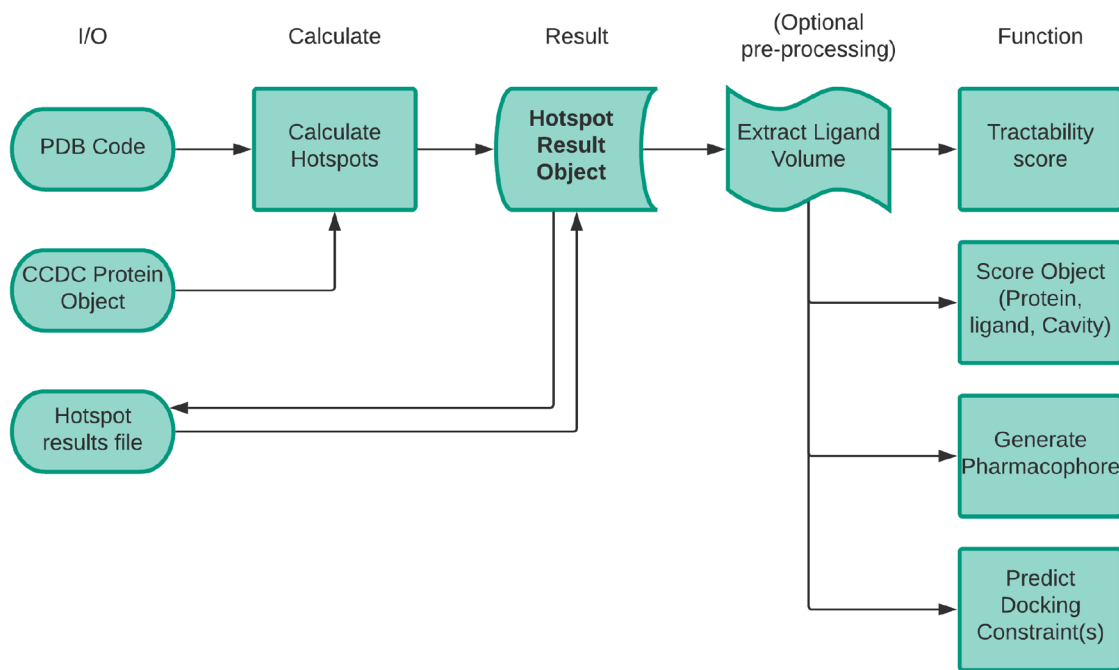 I/O
Calculate
Result
(Optional
pre-processing)
Function
PDB Code
Calculate
Hotspots
Hotspot
Result
Object
Extract Ligand
Volume
Tractability
score
CCDC Protein
Object
Score Object
(Protein,
ligand, Cavity)
Hotspot
results file
Generate
Pharmacophore
Predict
Docking
Constraint(s)